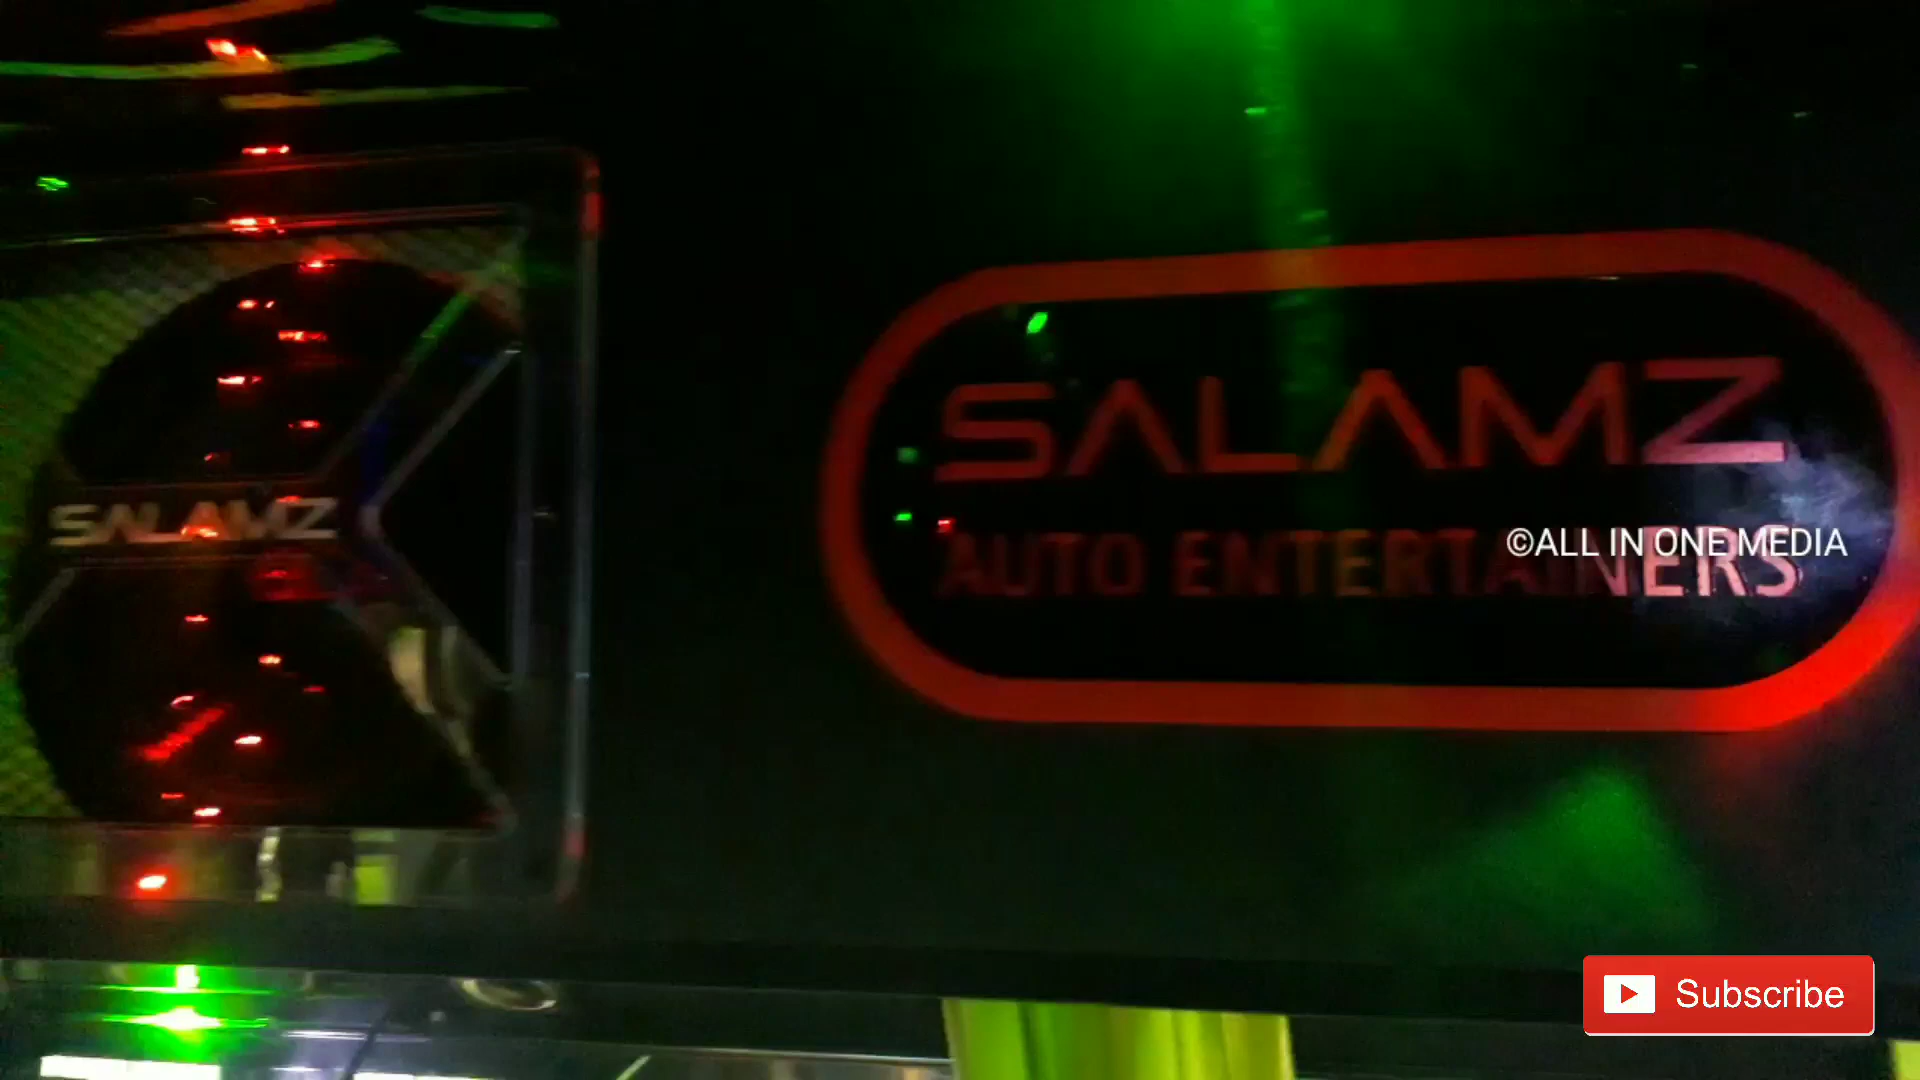 SALAMZ
SALAMZ
AUTO ENTERTAINERS
©ALL IN ONE MEDIA
Subscribe